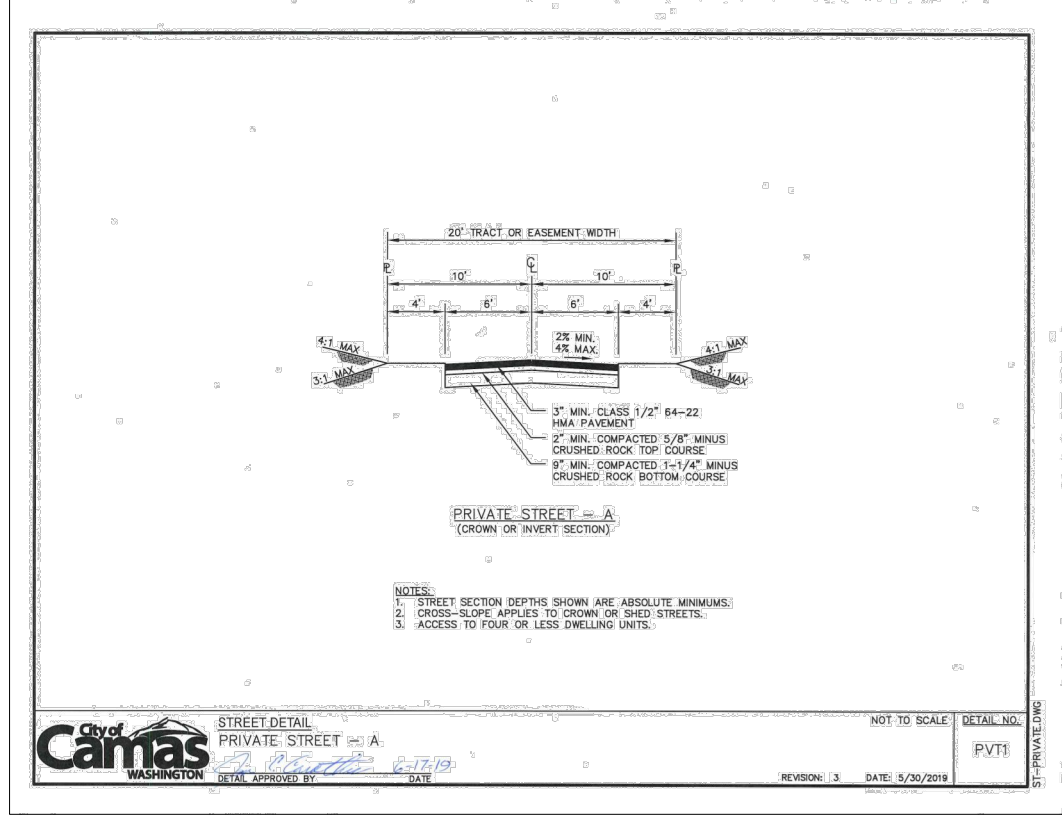 20' TRACT OR EASEMENT WIDTH
10' 10'
4' 6' 6' 4'
2% MIN.
4% MAX.
4:1 MAX 4:1 MAX
3:1 MAX 3:1 MAX
3" MIN. CLASS 1/2" 64-22
HMA PAVEMENT
2" MIN. COMPACTED 5/8" MINUS
CRUSHED ROCK TOP COURSE
9" MIN. COMPACTED 1-1/4" MINUS
CRUSHED ROCK BOTTOM COURSE
PRIVATE STREET - A
(CROWN OR INVERT SECTION)
NOTES:
1. STREET SECTION DEPTHS SHOWN ARE ABSOLUTE MINIMUMS.
2. CROSS-SLOPE APPLIES TO CROWN OR SHED STREETS.
3. ACCESS TO FOUR OR LESS DWELLING UNITS.
City of
Camas
WASHINGTON
STREET DETAIL
PRIVATE STREET - A
6-17-19
DETAIL APPROVED BY DATE
NOT TO SCALE
REVISION: 3 DATE: 5/30/2019
DETAIL NO.
PVT1
ST-PRIVATE.DWG